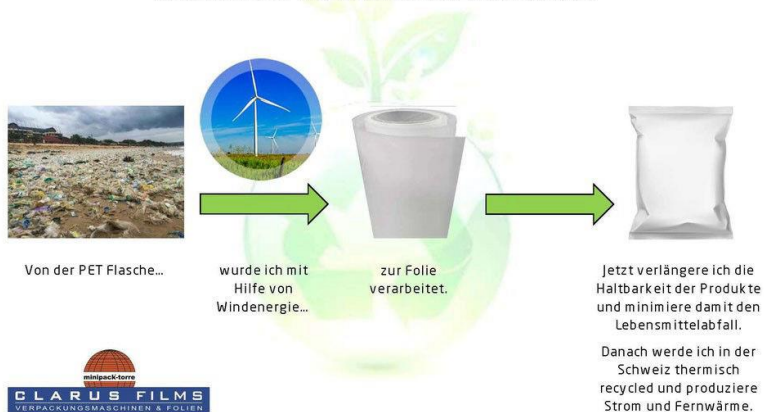 Von der PET Flasche...
wurde ich mit
Hilfe von
Windenergie...
zur Folie
verarbeitet.
Jetzt verlängere ich die
Haltbarkeit der Produkte
und minimiere damit den
Lebensmittelabfall.
Danach werde ich in der
Schweiz thermisch
recycled und produziere
Strom und Fernwärme.
minipack-torre
CLARUS FILMS
VERPACKUNGSMASCHINEN & FOLIEN